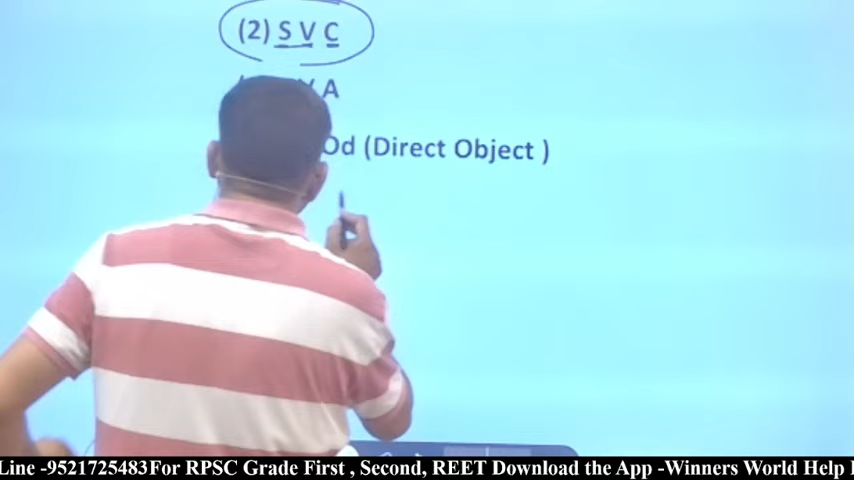 (2) S V C
A
Od (Direct Object )
Line -9521725483For RPSC Grade First , Second, REET Download the App -Winners World Help